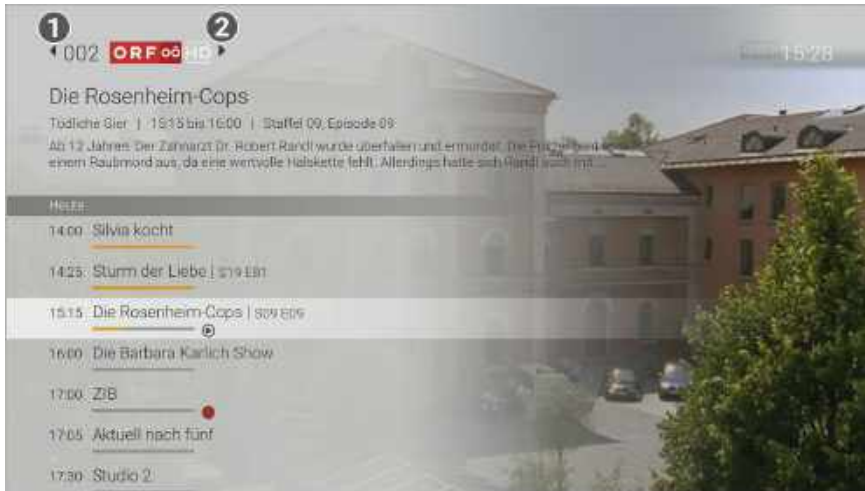 1 2
002 ORF oö HD 15:28
Die Rosenheim-Cops
Tödliche Gier | 15:15 bis 16:00 | Staffel 09, Episode 09
Ab 12 Jahren. Der Zahnarzt Dr. Robert Randl wurde überfallen und ermordet. Die Polizei
einem Raubmord aus, da eine wertvolle Halskette fehlt. Allerdings hatte sich Randl auch mit ...
Heute
14:00 Silvia kocht
14:25 Sturm der Liebe | S19 E81
15:15 Die Rosenheim-Cops | S09 E09
16:00 Die Barbara Karlich Show
17:00 ZIB
17:05 Aktuell nach fünf
17:30 Studio 2